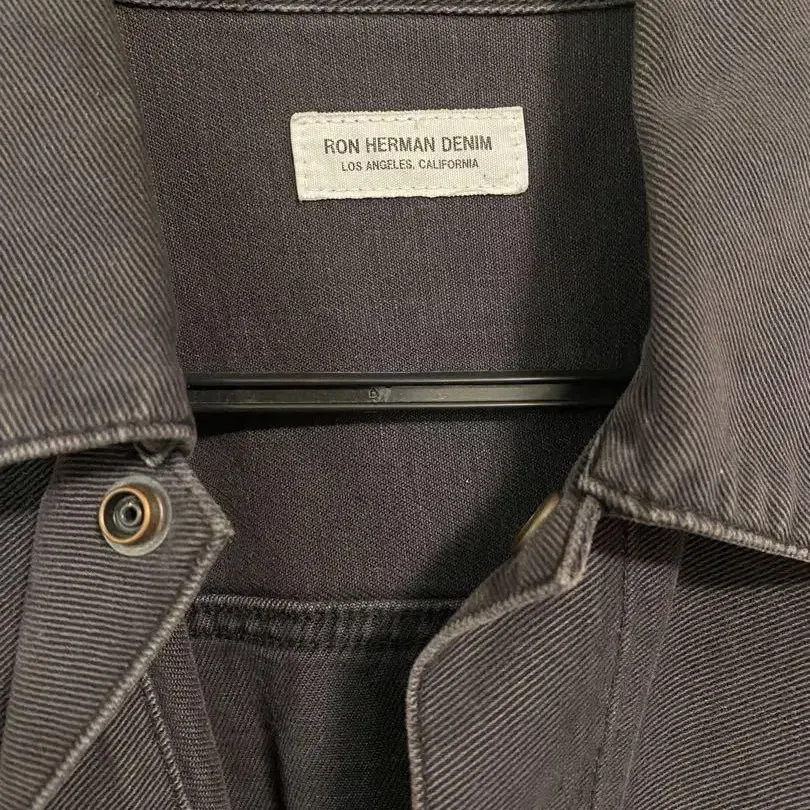 RON HERMAN DENIM
LOS ANGELES, CALIFORNIA